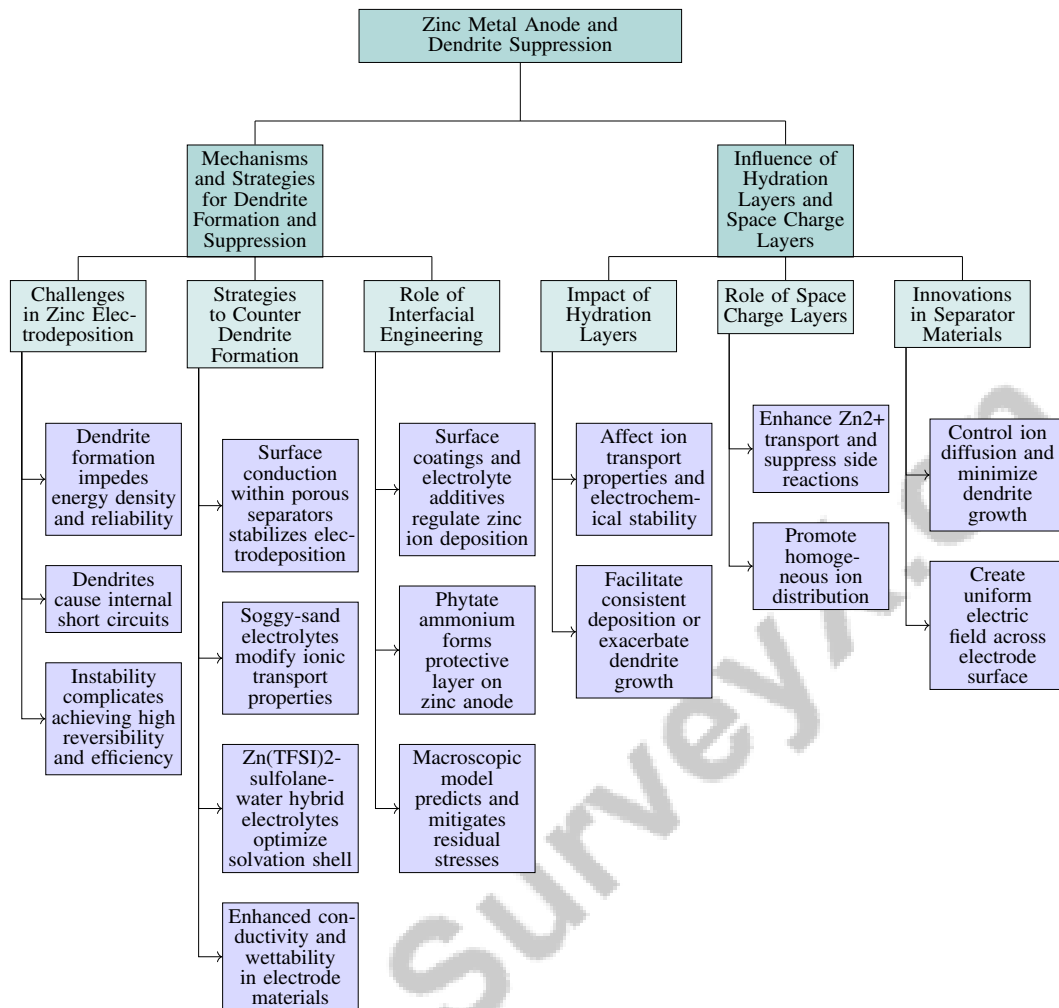 Zinc Metal Anode and
Dendrite Suppression
Mechanisms
and Strategies
for Dendrite
Formation and
Suppression
Influence of
Hydration
Layers and
Space Charge
Layers
Challenges
in Zinc Elec-
trodeposition
Strategies
to Counter
Dendrite
Formation
Role of
Interfacial
Engineering
Impact of
Hydration
Layers
Role of Space
Charge Layers
Innovations
in Separator
Materials
Dendrite
formation
impedes
energy density
and reliability
Dendrites
cause internal
short circuits
Instability
complicates
achieving high
reversibility
and efficiency
Surface
conduction
within porous
separators
stabilizes elec-
trodeposition
Soggy-sand
electrolytes
modify ionic
transport
properties
Zn(TFSI)2-
sulfolane-
water hybrid
electrolytes
optimize
solvation shell
Enhanced con-
ductivity and
wettability
in electrode
materials
Surface
coatings and
electrolyte
additives
regulate zinc
ion deposition
Phytate
ammonium
forms
protective
layer on
zinc anode
Macroscopic
model
predicts and
mitigates
residual
stresses
Affect ion
transport
properties and
electrochem-
ical stability
Facilitate
consistent
deposition or
exacerbate
dendrite
growth
Enhance Zn2+
transport and
suppress side
reactions
Promote
homoge-
neous ion
distribution
Control ion
diffusion and
minimize
dendrite
growth
Create
uniform
electric
field across
electrode
surface